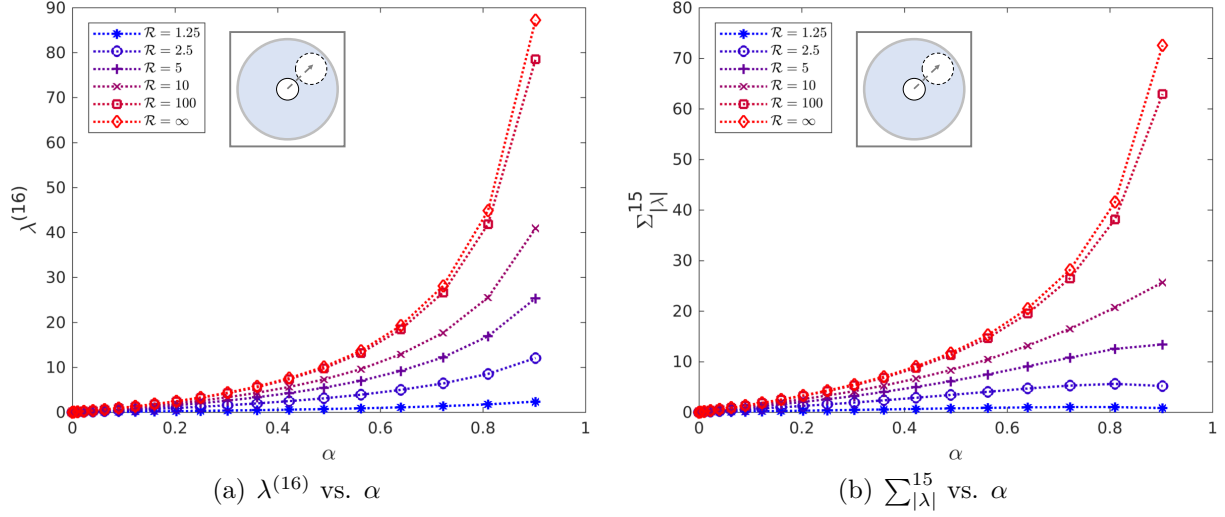 90
80
70
60
50
40
30
20
10
0
λ^(16)
R = 1.25
R = 2.5
R = 5
R = 10
R = 100
R = ∞
0 0.2 0.4 0.6 0.8 1
α
(a) λ^(16) vs. α
80
70
60
50
40
30
20
10
0
Σ^15_|λ|
R = 1.25
R = 2.5
R = 5
R = 10
R = 100
R = ∞
0 0.2 0.4 0.6 0.8 1
α
(b) ∑^15_|λ| vs. α